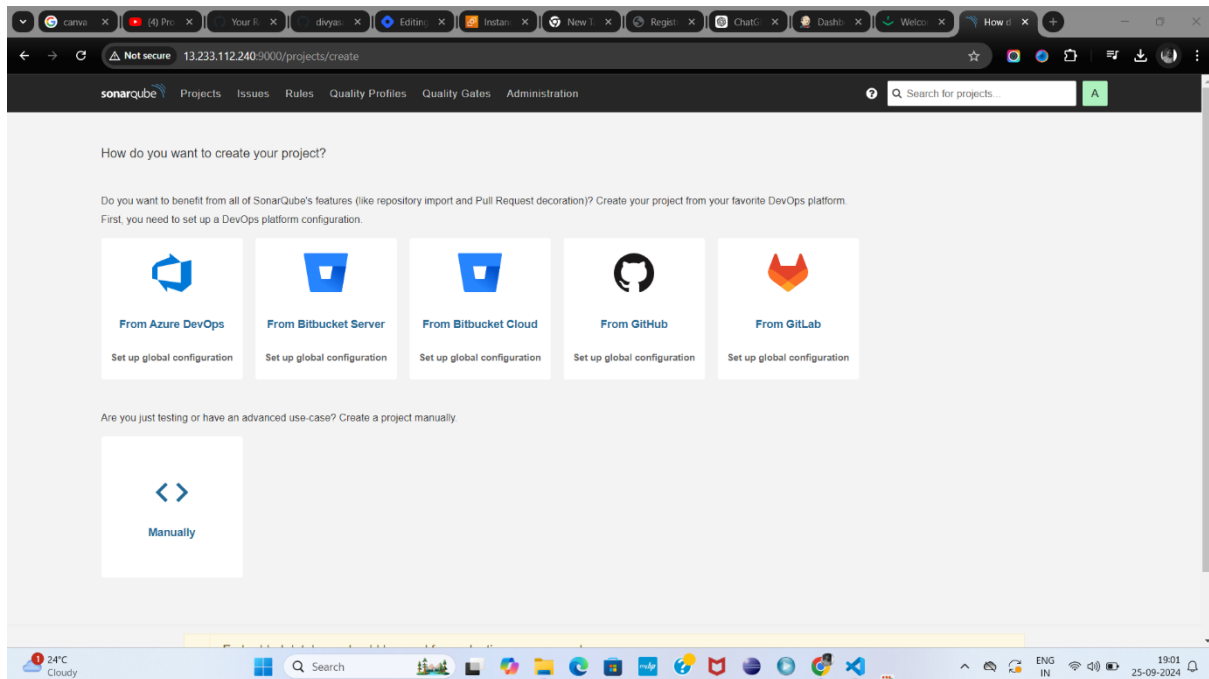 canva (4) Pro Your R divyas Editing Instan New T Regist ChatG Dashb Welco How d
Not secure 13.233.112.240:9000/projects/create
sonarqube Projects Issues Rules Quality Profiles Quality Gates Administration Search for projects... A
How do you want to create your project?
Do you want to benefit from all of SonarQube's features (like repository import and Pull Request decoration)? Create your project from your favorite DevOps platform.
First, you need to set up a DevOps platform configuration.
From Azure DevOps From Bitbucket Server From Bitbucket Cloud From GitHub From GitLab
Set up global configuration Set up global configuration Set up global configuration Set up global configuration Set up global configuration
Are you just testing or have an advanced use-case? Create a project manually.
Manually
1 24°C Search ENG 19:01
Cloudy IN 25-09-2024